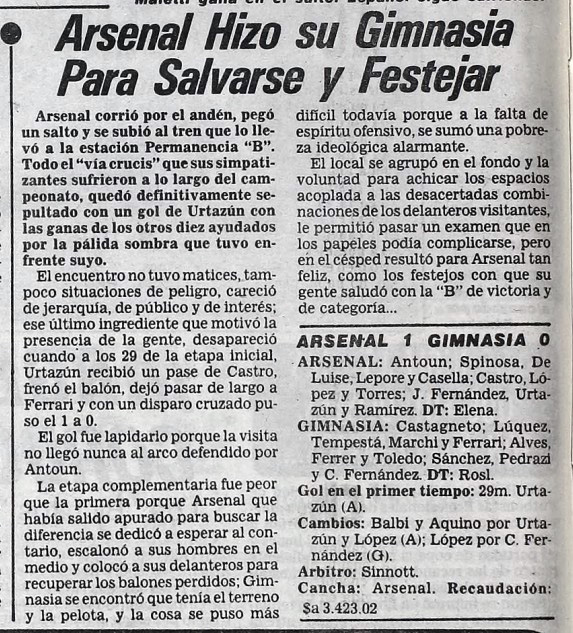 Arsenal Hizo su Gimnasia
Para Salvarse y Festejar
Arsenal corrió por el andén, pegó
un salto y se subió al tren que lo lle-
vó a la estación Permanencia "B".
Todo el "vía crucis" que sus simpati-
zantes sufrieron a lo largo del cam-
peonato, quedó definitivamente se-
pultado con un gol de Urtazún con
las ganas de los otros diez ayudados
por la pálida sombra que tuvo en-
frente suyo.
El encuentro no tuvo matices, tam-
poco situaciones de peligro, careció
de jerarquía, de público y de interés;
ese último ingrediente que motivó la
presencia de la gente, desapareció
cuando a los 29 de la etapa inicial,
Urtazún recibió un pase de Castro,
frenó el balón, dejó pasar de largo a
Ferrari y con un disparo cruzado pu-
so el 1 a 0.
El gol fue lapidario porque la visita
no llegó nunca al arco defendido por
Antoun.
La etapa complementaria fue peor
que la primera porque Arsenal que
había salido apurado para buscar la
diferencia se dedicó a esperar al con-
tario, escalonó a sus hombres en el
medio y colocó a sus delanteros para
recuperar los balones perdidos; Gim-
nasia se encontró que tenía el terreno
y la pelota, y la cosa se puso más
difícil todavía porque a la falta de
espíritu ofensivo, se sumó una pobre-
za ideológica alarmante.
El local se agrupó en el fondo y la
voluntad para achicar los espacios
acoplada a las desacertadas combi-
naciones de los delanteros visitantes,
le permitió pasar un examen que en
los papeles podía complicarse, pero
en el césped resultó para Arsenal tan
feliz, como los festejos con que su
gente saludó con la "B" de victoria y
de categoría...
ARSENAL 1 GIMNASIA 0
ARSENAL: Antoun; Spinosa, De
Luise, Lepore y Casella; Castro, Ló-
pez y Torres; J. Fernández, Urta-
zún y Ramírez. DT: Elena.
GIMNASIA: Castagneto; Lúquez,
Tempestá, Marchi y Ferrari; Alves,
Ferrer y Toledo; Sánchez, Pedrazi
y C. Fernández. DT: Rosl.
Gol en el primer tiempo: 29m. Urta-
zún (A).
Cambios: Balbi y Aquino por Urta-
zún y López (A); López por C. Fer-
nández (G).
Arbitro: Sinnott.
Cancha: Arsenal. Recaudación:
$a 3.423.02